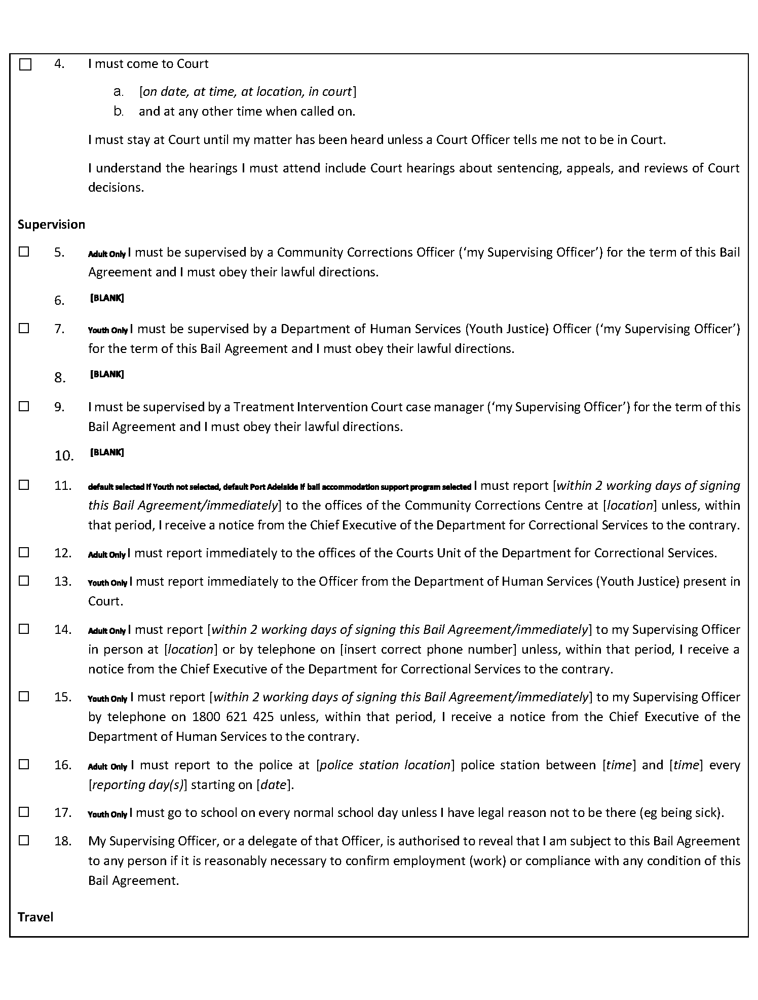 ☐ 4. I must come to Court
a. [on date, at time, at location, in court]
b. and at any other time when called on.
I must stay at Court until my matter has been heard unless a Court Officer tells me not to be in Court.
I understand the hearings I must attend include Court hearings about sentencing, appeals, and reviews of Court
decisions.
Supervision
☐ 5. Adult Only I must be supervised by a Community Corrections Officer (‘my Supervising Officer’) for the term of this Bail
Agreement and I must obey their lawful directions.
6. [BLANK]
☐ 7. Youth Only I must be supervised by a Department of Human Services (Youth Justice) Officer (‘my Supervising Officer’)
for the term of this Bail Agreement and I must obey their lawful directions.
8. [BLANK]
☐ 9. I must be supervised by a Treatment Intervention Court case manager (‘my Supervising Officer’) for the term of this
Bail Agreement and I must obey their lawful directions.
10. [BLANK]
☐ 11. default selected if Youth not selected, default Port Adelaide if bail accommodation support program selected I must report [within 2 working days of signing
this Bail Agreement/immediately] to the offices of the Community Corrections Centre at [location] unless, within
that period, I receive a notice from the Chief Executive of the Department for Correctional Services to the contrary.
☐ 12. Adult Only I must report immediately to the offices of the Courts Unit of the Department for Correctional Services.
☐ 13. Youth Only I must report immediately to the Officer from the Department of Human Services (Youth Justice) present in
Court.
☐ 14. Adult Only I must report [within 2 working days of signing this Bail Agreement/immediately] to my Supervising Officer
in person at [location] or by telephone on [insert correct phone number] unless, within that period, I receive a
notice from the Chief Executive of the Department for Correctional Services to the contrary.
☐ 15. Youth Only I must report [within 2 working days of signing this Bail Agreement/immediately] to my Supervising Officer
by telephone on 1800 621 425 unless, within that period, I receive a notice from the Chief Executive of the
Department of Human Services to the contrary.
☐ 16. Adult Only I must report to the police at [police station location] police station between [time] and [time] every
[reporting day(s)] starting on [date].
☐ 17. Youth Only I must go to school on every normal school day unless I have legal reason not to be there (eg being sick).
☐ 18. My Supervising Officer, or a delegate of that Officer, is authorised to reveal that I am subject to this Bail Agreement
to any person if it is reasonably necessary to confirm employment (work) or compliance with any condition of this
Bail Agreement.
Travel